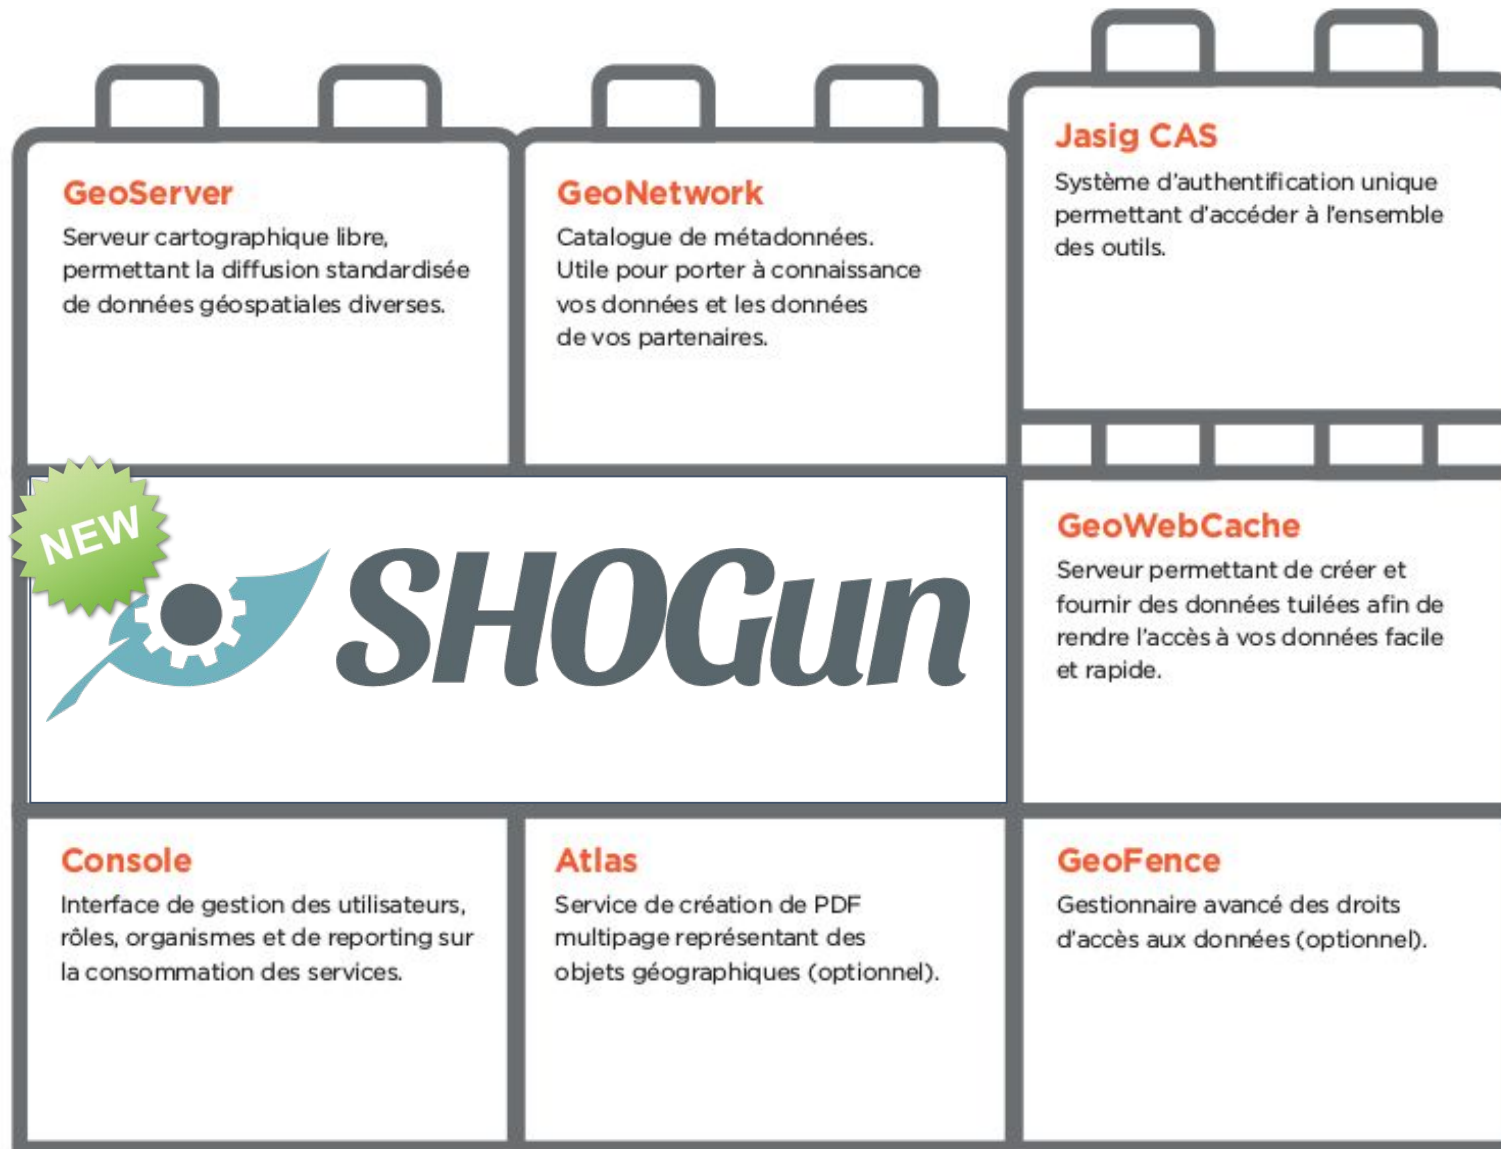 GeoServer
Serveur cartographique libre,
permettant la diffusion standardisée
de données géospatiales diverses.
GeoNetwork
Catalogue de métadonnées.
Utile pour porter à connaissance
vos données et les données
de vos partenaires.
Jasig CAS
Système d'authentification unique
permettant d'accéder à l'ensemble
des outils.
NEW
SHOGun
GeoWebCache
Serveur permettant de créer et
fournir des données tuilées afin de
rendre l'accès à vos données facile
et rapide.
Console
Interface de gestion des utilisateurs,
rôles, organismes et de reporting sur
la consommation des services.
Atlas
Service de création de PDF
multipage représentant des
objets géographiques (optionnel).
GeoFence
Gestionnaire avancé des droits
d'accès aux données (optionnel).